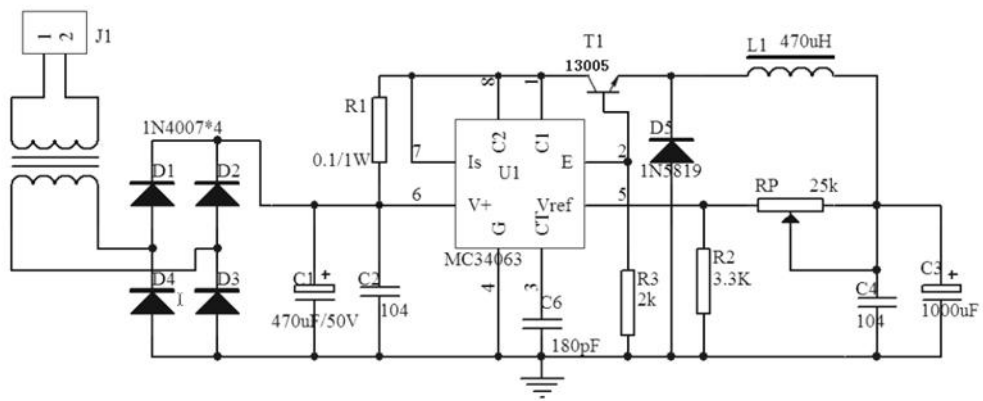 J1
1
2
1N4007*4
D1
D2
D4
D3
C1
+
470uF/50V
C2
104
R1
0.1/1W
7
6
8
1
Is
C2
C1
U1
E
V+
Vref
G
CT
MC34063
4
3
2
5
C6
180pF
T1
13005
R3
2k
D5
1N5819
R2
3.3K
L1
470uH
RP
25k
C4
104
C3
+
1000uF